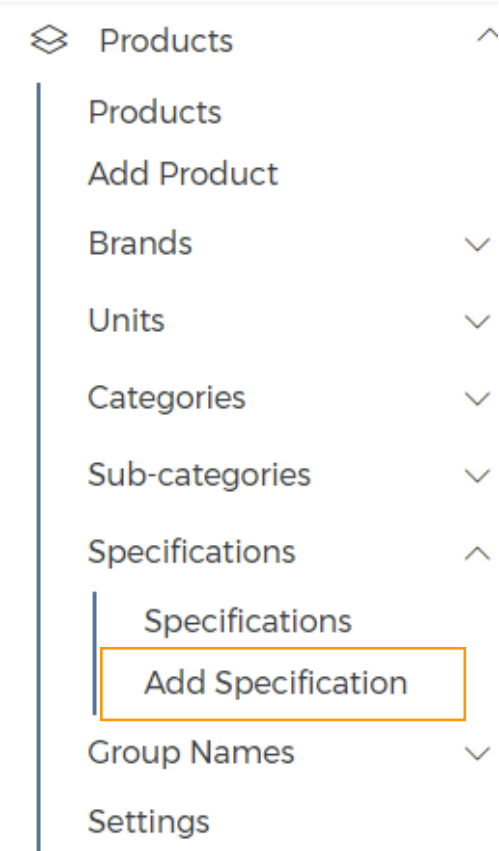 Products
Products
Add Product
Brands
Units
Categories
Sub-categories
Specifications
Specifications
Add Specification
Group Names
Settings